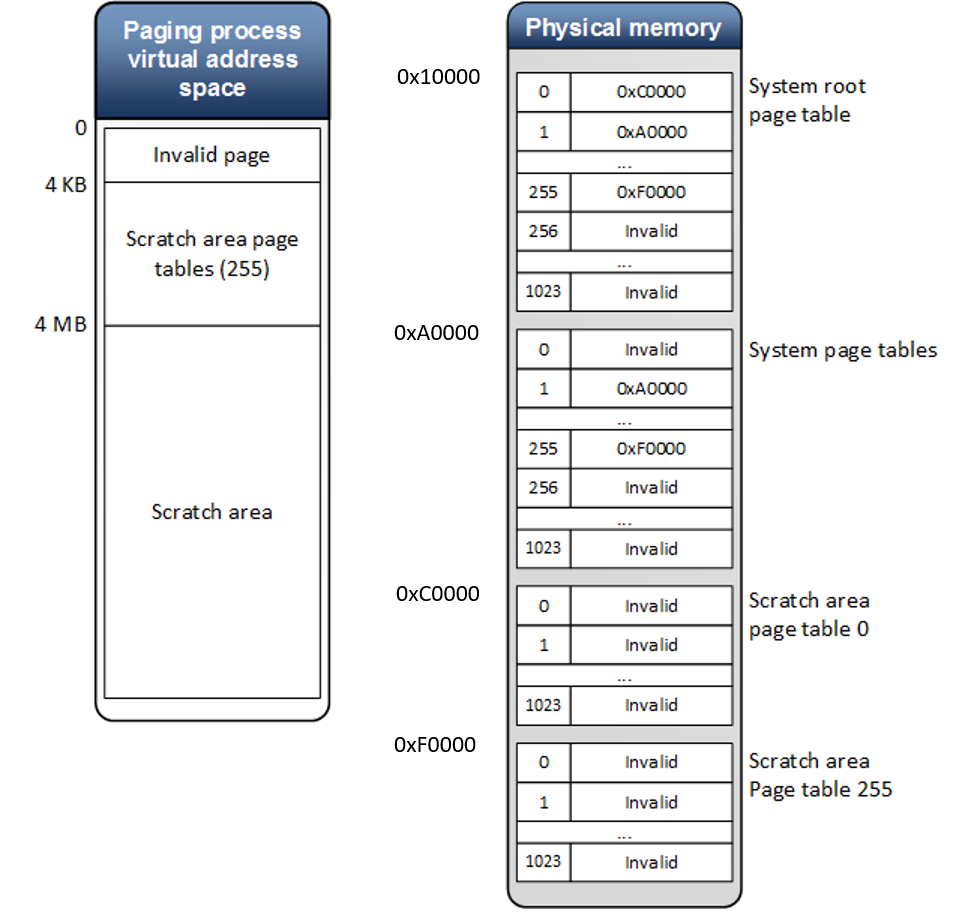 Paging process
virtual address
space
0
Invalid page
4 KB
Scratch area page
tables (255)
4 MB
Scratch area
Physical memory
0x10000
0 0xC0000
1 0xA0000
...
255 0xF0000
256 Invalid
...
1023 Invalid
System root
page table
0xA0000
0 Invalid
1 0xA0000
...
255 0xF0000
256 Invalid
...
1023 Invalid
System page tables
0xC0000
0 Invalid
1 Invalid
...
1023 Invalid
Scratch area
page table 0
0xF0000
0 Invalid
1 Invalid
...
1023 Invalid
Scratch area
Page table 255